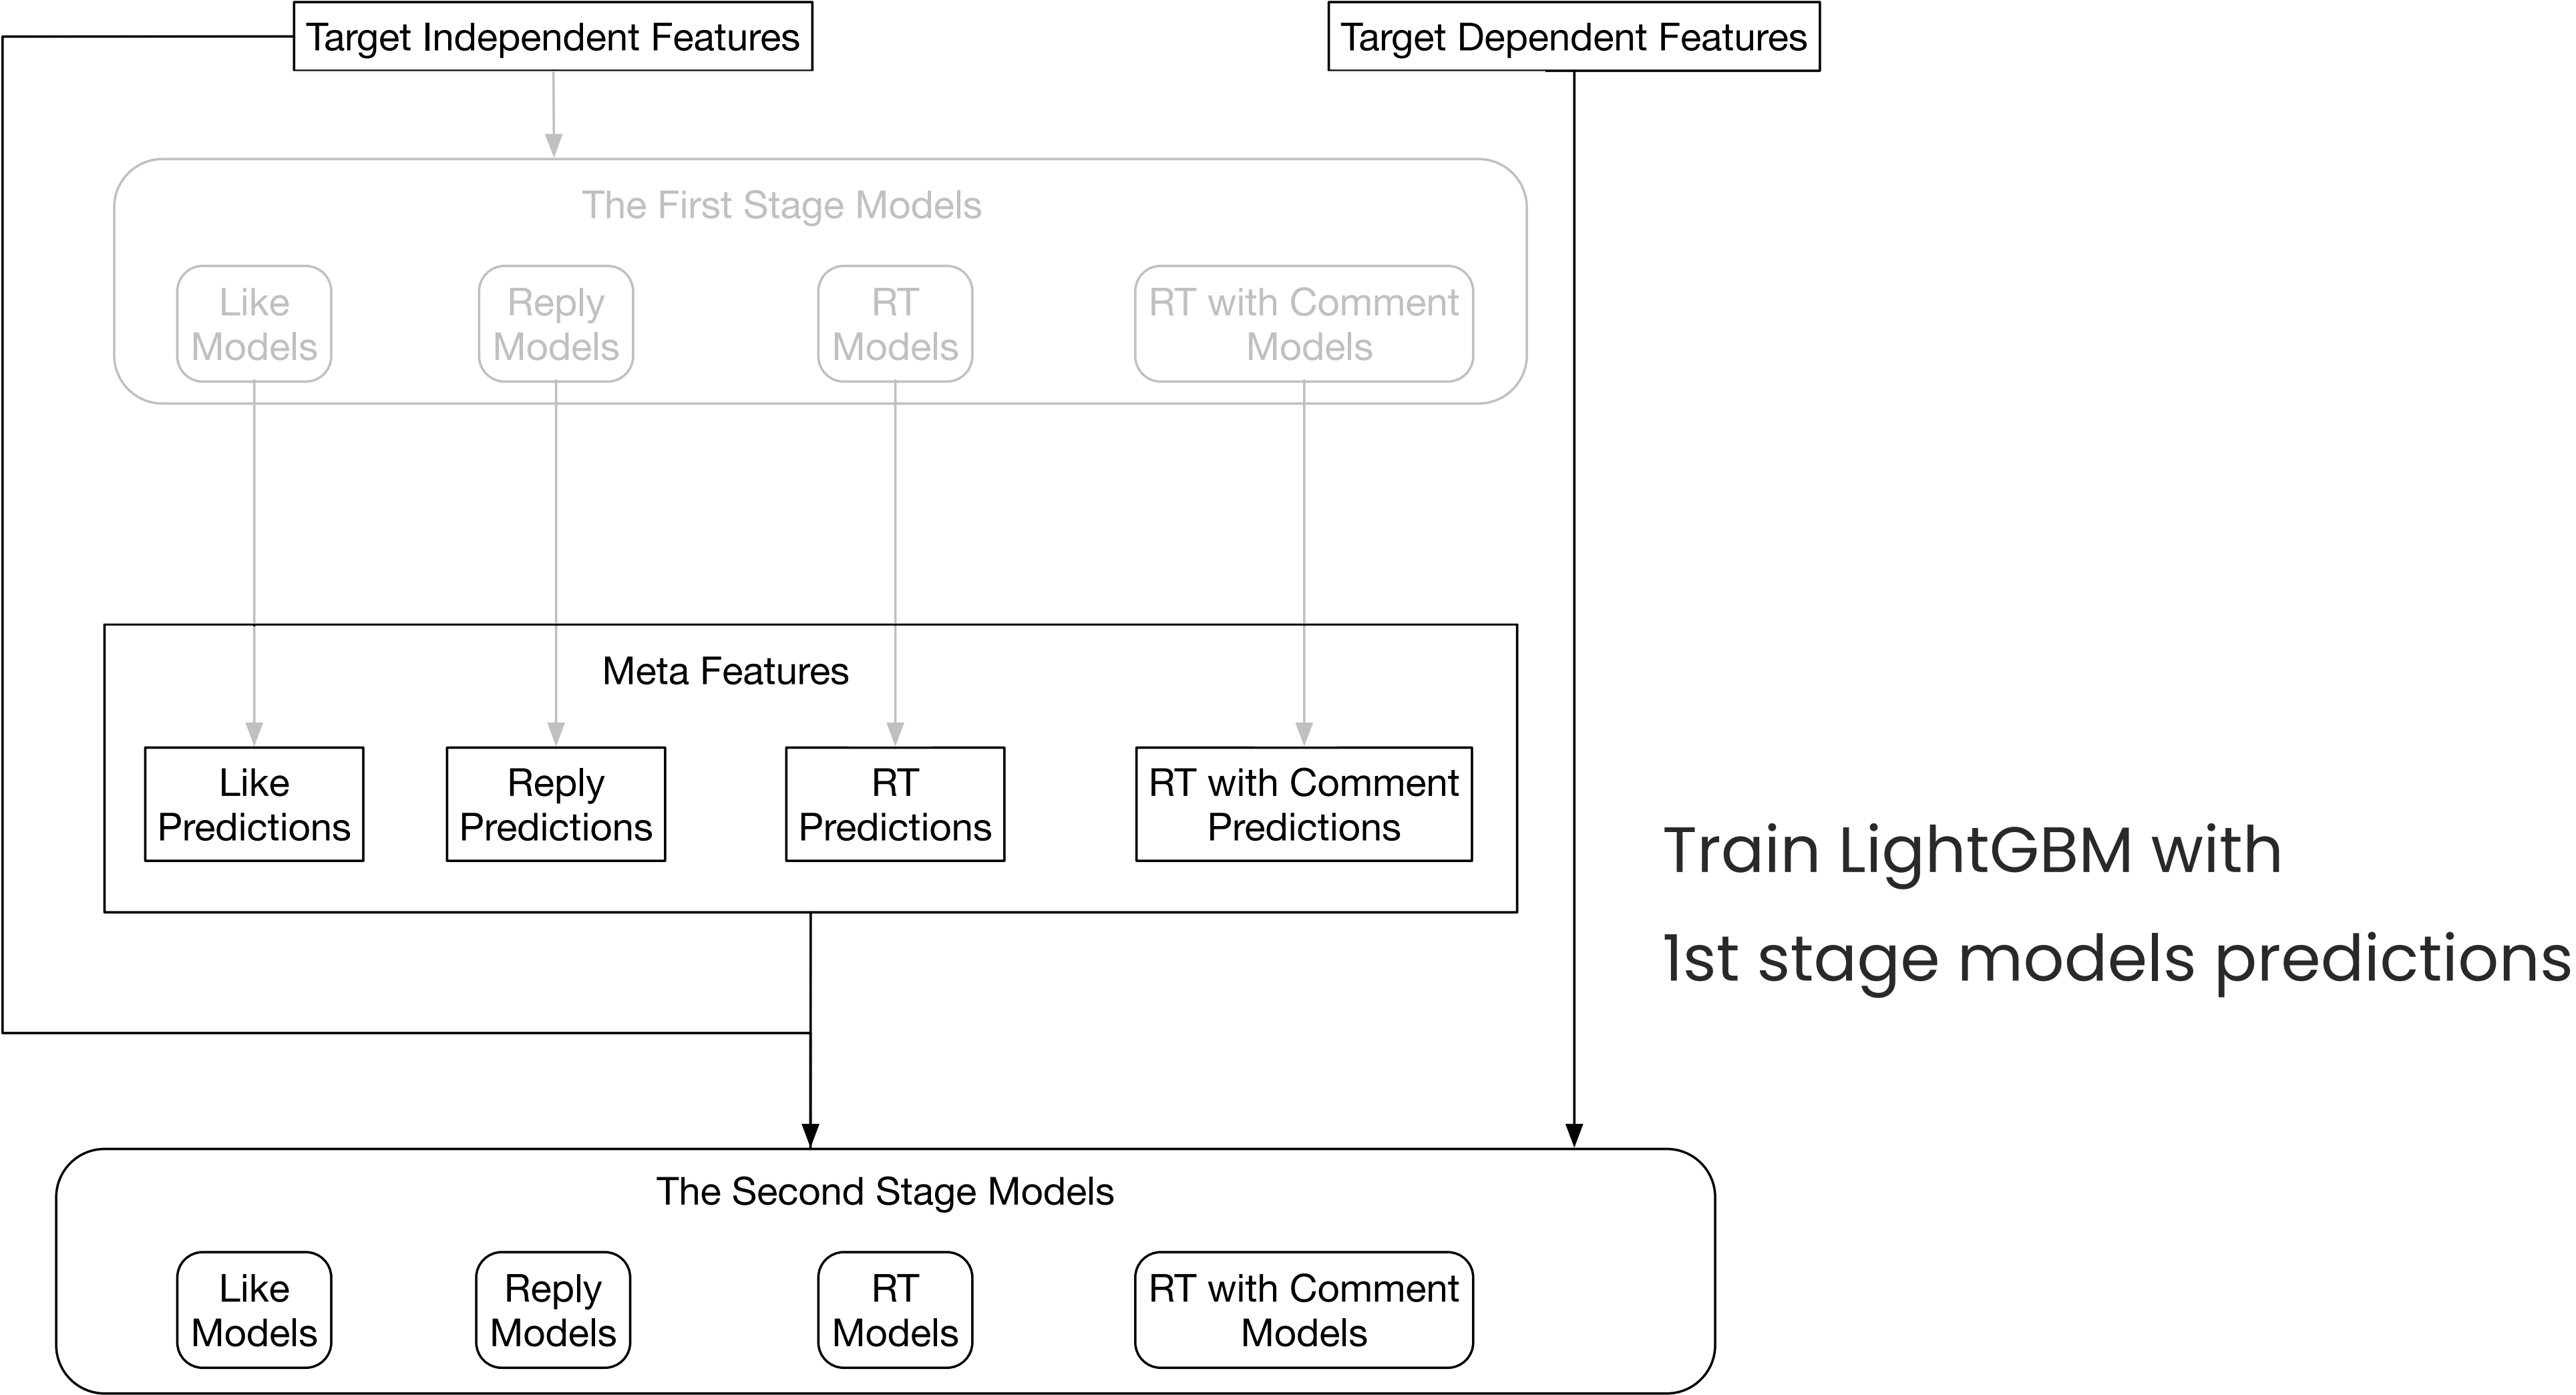 Target Independent Features
Target Dependent Features
The First Stage Models
Like
Models
Reply
Models
RT
Models
RT with Comment
Models
Meta Features
Like
Predictions
Reply
Predictions
RT
Predictions
RT with Comment
Predictions
Train LightGBM with
1st stage models predictions
The Second Stage Models
Like
Models
Reply
Models
RT
Models
RT with Comment
Models